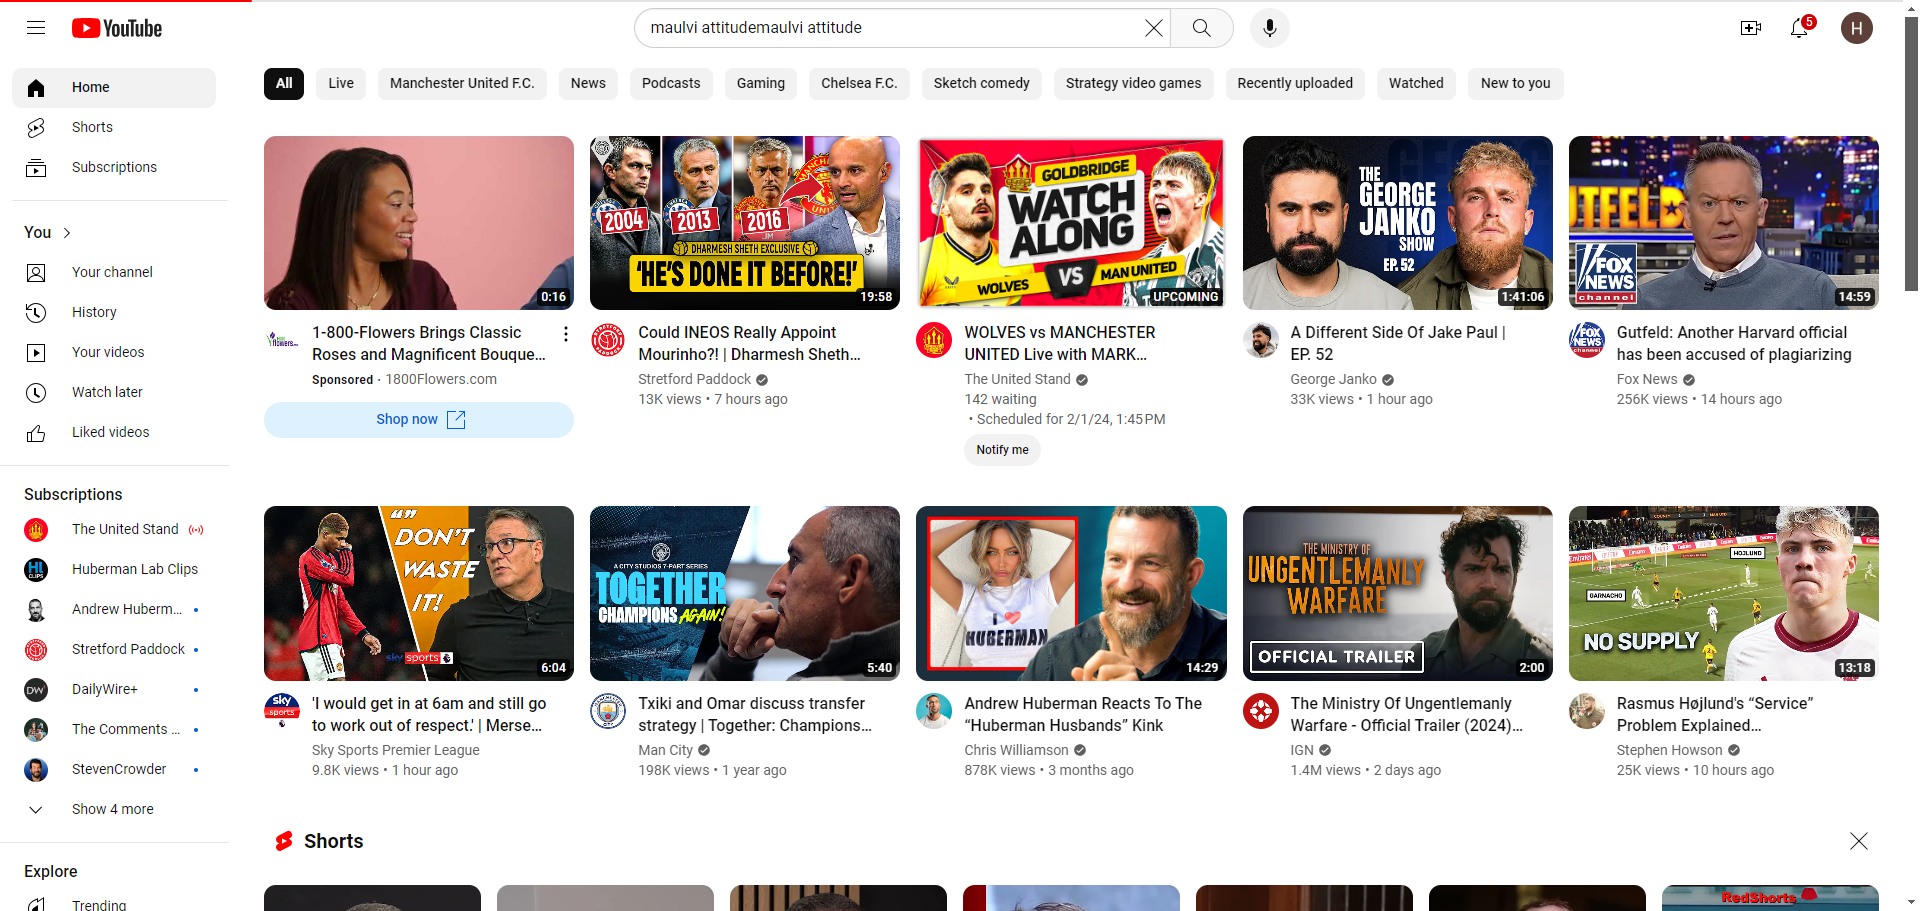 YouTube
maulvi attitudemaulvi attitude
5
H
Home
Shorts
Subscriptions
You
Your channel
History
Your videos
Watch later
Liked videos
Subscriptions
The United Stand
Huberman Lab Clips
Andrew Huberm...
Stretford Paddock
DailyWire+
The Comments ...
StevenCrowder
Show 4 more
Explore
Trending
All
Live
Manchester United F.C.
News
Podcasts
Gaming
Chelsea F.C.
Sketch comedy
Strategy video games
Recently uploaded
Watched
New to you
0:16
1-800-Flowers Brings Classic
Roses and Magnificent Bouque...
Sponsored · 1800Flowers.com
Shop now
2004
2013
2016
DHARMESH SHETH EXCLUSIVE
'HE'S DONE IT BEFORE!'
19:58
Could INEOS Really Appoint
Mourinho?! | Dharmesh Sheth...
Stretford Paddock
13K views • 7 hours ago
GOLDBRIDGE
WATCH
ALONG
WOLVES
VS
MAN UNITED
UPCOMING
WOLVES vs MANCHESTER
UNITED Live with MARK...
The United Stand
142 waiting
• Scheduled for 2/1/24, 1:45 PM
Notify me
THE
GEORGE
JANKO
SHOW
EP. 52
1:41:06
A Different Side Of Jake Paul |
EP. 52
George Janko
33K views • 1 hour ago
UTFELD
FOX
NEWS
channel
14:59
Gutfeld: Another Harvard official
has been accused of plagiarizing
Fox News
256K views • 14 hours ago
“”
DON'T
WASTE
IT!
sky sports
6:04
'I would get in at 6am and still go
to work out of respect.' | Merse...
Sky Sports Premier League
9.8K views • 1 hour ago
A CITY STUDIOS 7-PART SERIES
TOGETHER
CHAMPIONS AGAIN!
5:40
Txiki and Omar discuss transfer
strategy | Together: Champions...
Man City
198K views • 1 year ago
I
HUBERMAN
14:29
Andrew Huberman Reacts To The
“Huberman Husbands” Kink
Chris Williamson
878K views • 3 months ago
THE MINISTRY OF
UNGENTLEMANLY
WARFARE
OFFICIAL TRAILER
2:00
The Ministry Of Ungentlemanly
Warfare - Official Trailer (2024)...
IGN
1.4M views • 2 days ago
HOJLUND
GARNACHO
NO SUPPLY
13:18
Rasmus Højlund's “Service”
Problem Explained...
Stephen Howson
25K views • 10 hours ago
Shorts
RedShorts